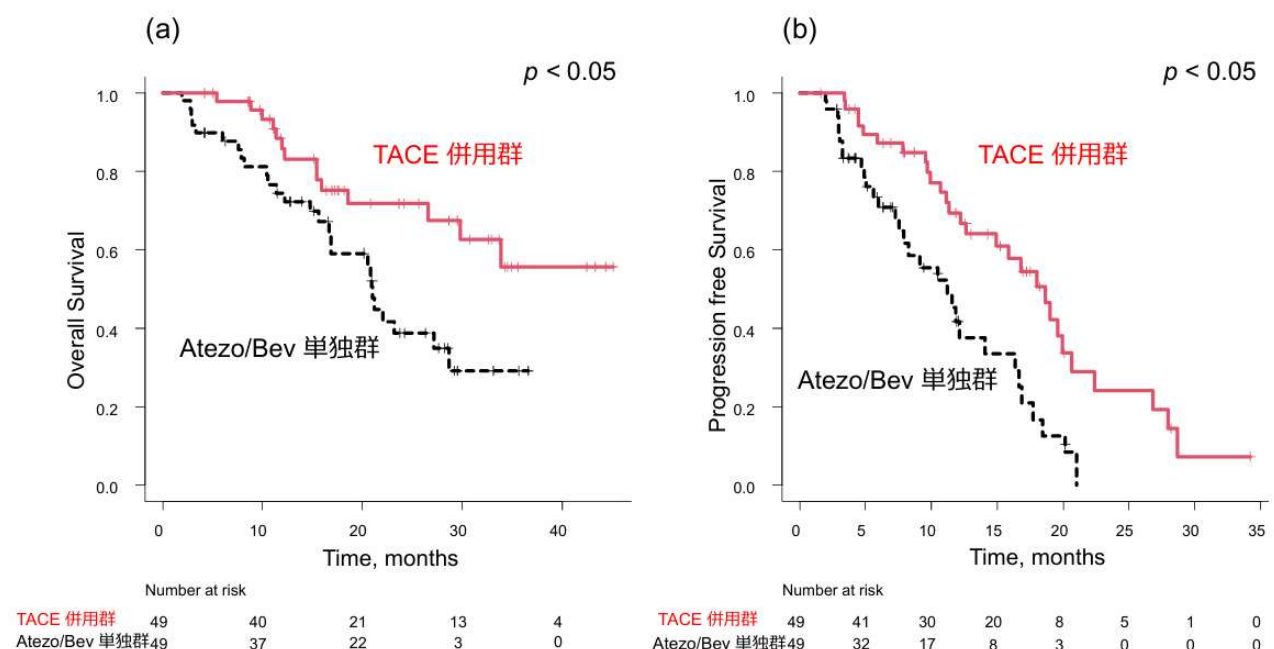 (a)
p < 0.05
1.0
0.8
0.6
0.4
0.2
0.0
Overall Survival
TACE 併用群
Atezo/Bev 単独群
0 10 20 30 40
Time, months
Number at risk
TACE 併用群 49 40 21 13 4
Atezo/Bev 単独群49 37 22 3 0
(b)
p < 0.05
1.0
0.8
0.6
0.4
0.2
0.0
Progression free Survival
TACE 併用群
Atezo/Bev 単独群
0 5 10 15 20 25 30 35
Time, months
Number at risk
TACE 併用群 49 41 30 20 8 5 1 0
Atezo/Bev 単独群49 32 17 8 3 0 0 0